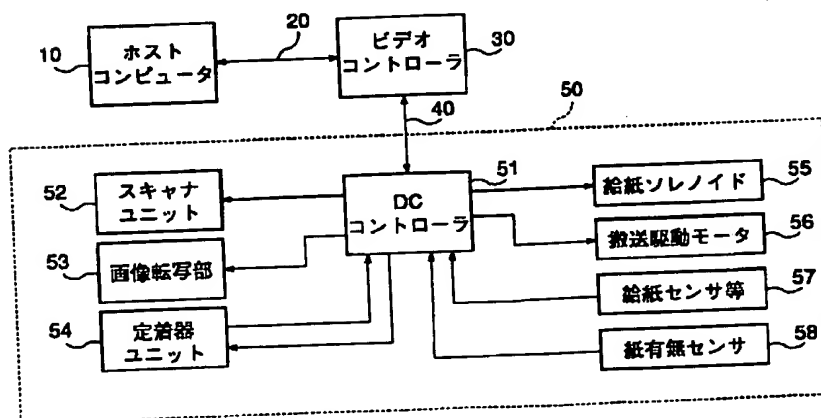 10
ホスト
コンピュータ
20
ビデオ
コントローラ
30
40
50
51
DC
コントローラ
52
スキャナ
ユニット
53
画像転写部
54
定着器
ユニット
給紙ソレノイド
55
搬送駆動モータ
56
給紙センサ等
57
紙有無センサ
58